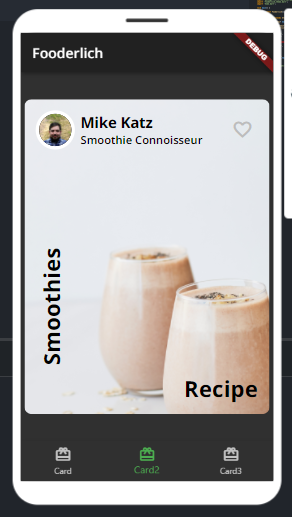 Fooderlich
DEBUG
Mike Katz
Smoothie Connoisseur
Smoothies
Recipe
Card
Card2
Card3